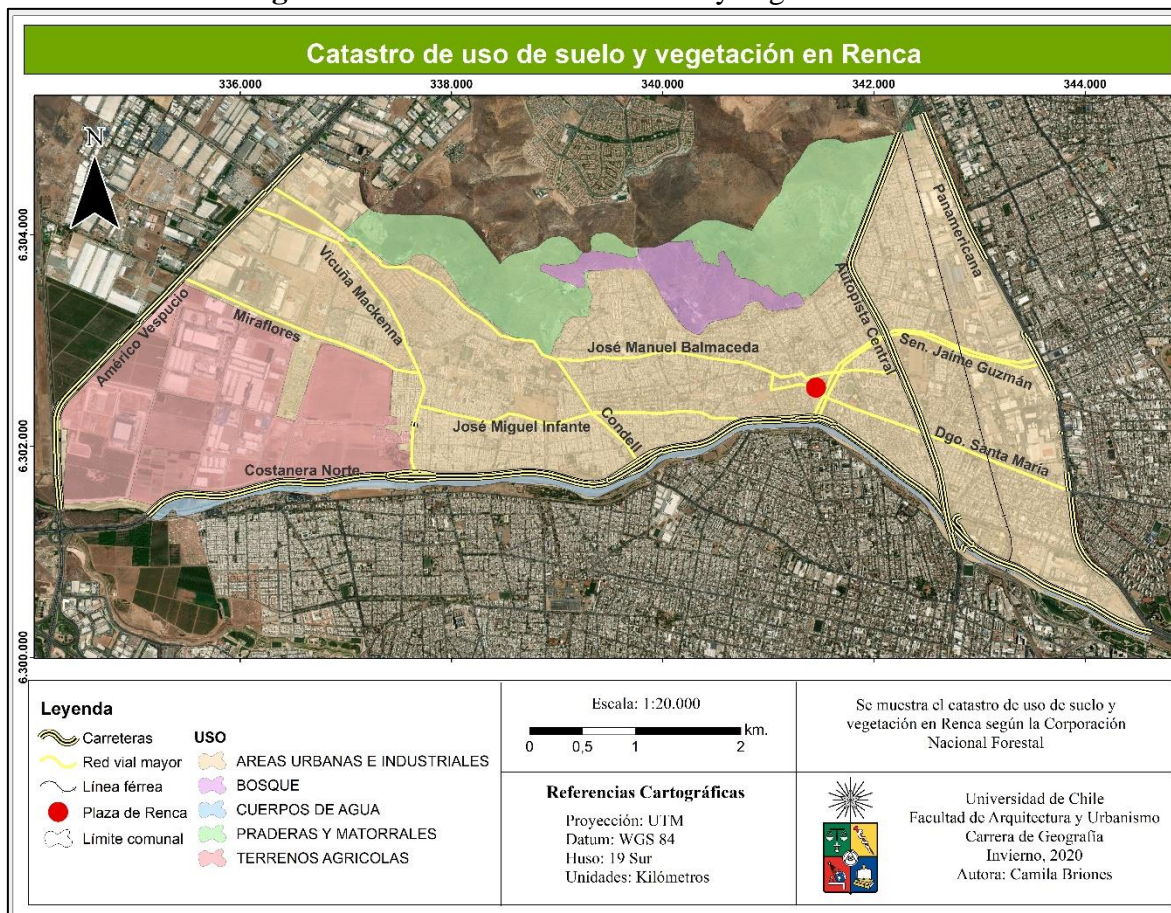 Catastro de uso de suelo y vegetación en Renca
336.000
338.000
340.000
342.000
344.000
6.304.000
6.302.000
6.300.000
N
Américo Vespucio
Miraflores
Vicuña Mackenna
José Manuel Balmaceda
José Miguel Infante
Condell
Costanera Norte
Autopista Central
Panamericana
Sen. Jaime Guzmán
Dgo. Santa María
Leyenda
Carreteras
Red vial mayor
Línea férrea
Plaza de Renca
Límite comunal
USO
AREAS URBANAS E INDUSTRIALES
BOSQUE
CUERPOS DE AGUA
PRADERAS Y MATORRALES
TERRENOS AGRICOLAS
Escala: 1:20.000
km.
0 0,5 1 2
Referencias Cartográficas
Proyección: UTM
Datum: WGS 84
Huso: 19 Sur
Unidades: Kilómetros
Se muestra el catastro de uso de suelo y
vegetación en Renca según la Corporación
Nacional Forestal
Universidad de Chile
Facultad de Arquitectura y Urbanismo
Carrera de Geografía
Invierno, 2020
Autora: Camila Briones